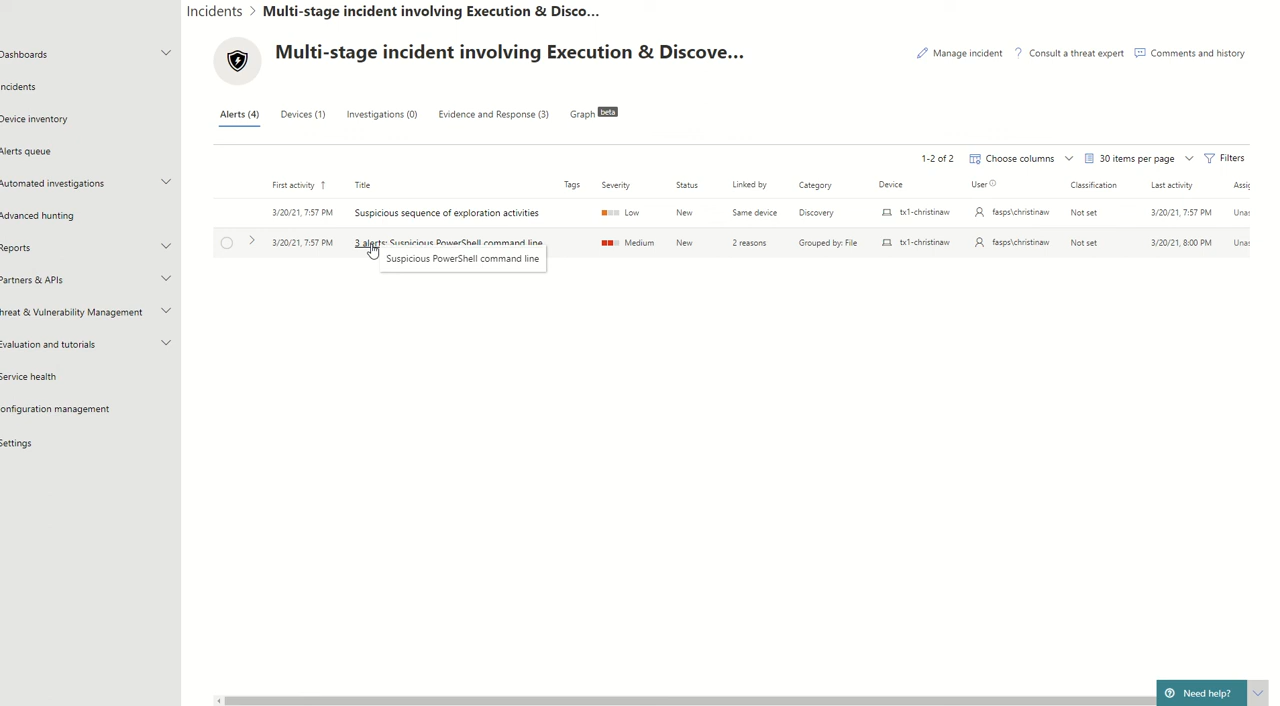 Incidents > Multi-stage incident involving Execution & Disco...
Multi-stage incident involving Execution & Discove...
Manage incident
? Consult a threat expert
Comments and history
Dashboards
ncidents
Device inventory
Alerts queue
Automated investigations
Advanced hunting
Reports
Partners & APIs
hreat & Vulnerability Management
Evaluation and tutorials
Service health
onfiguration management
Settings
Alerts (4)
Devices (1)
Investigations (0)
Evidence and Response (3)
Graph beta
1-2 of 2
Choose columns
30 items per page
Filters
First activity ↑ Title Tags Severity Status Linked by Category Device User Classification Last activity Assig
3/20/21, 7:57 PM Suspicious sequence of exploration activities Low New Same device Discovery tx1-christinaw fasps\christinaw Not set 3/20/21, 7:57 PM Unas
3/20/21, 7:57 PM 3 alerts: Suspicious PowerShell command line Medium New 2 reasons Grouped by: File tx1-christinaw fasps\christinaw Not set 3/20/21, 8:00 PM Unas
Suspicious PowerShell command line
Need help?